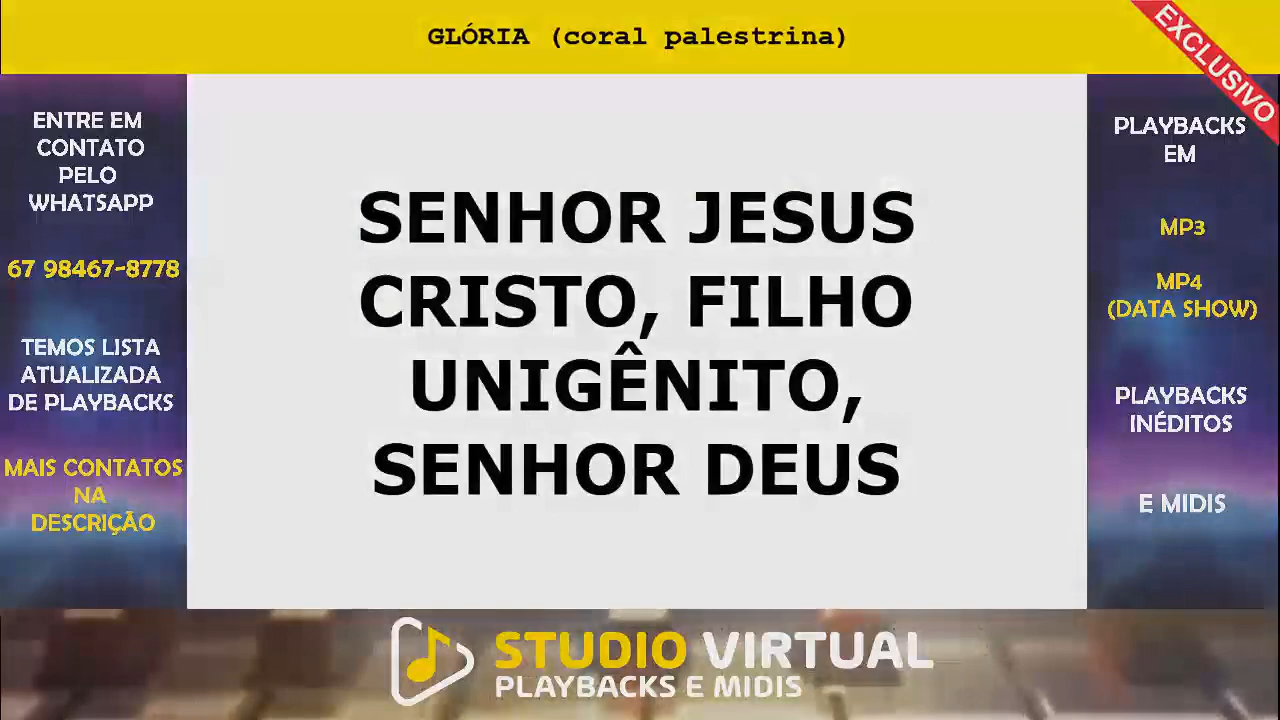 GLÓRIA (coral palestrina)
EXCLUSIVO
ENTRE EM
CONTATO
PELO
WHATSAPP
67 98467-8778
TEMOS LISTA
ATUALIZADA
DE PLAYBACKS
MAIS CONTATOS
NA
DESCRIÇÃO
SENHOR JESUS
CRISTO, FILHO
UNIGÊNITO,
SENHOR DEUS
PLAYBACKS
EM
MP3
MP4
(DATA SHOW)
PLAYBACKS
INÉDITOS
E MIDIS
STUDIO VIRTUAL
PLAYBACKS E MIDIS